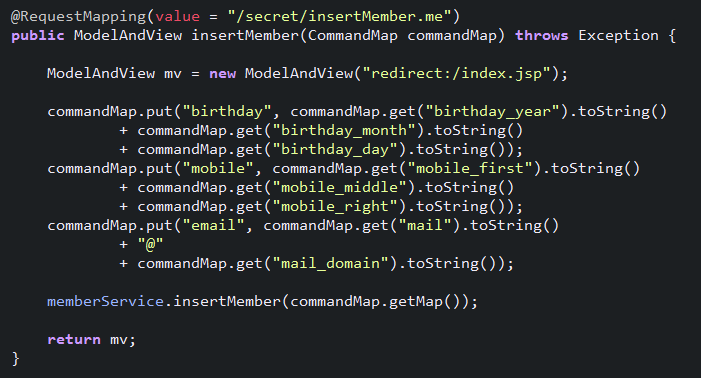 @RequestMapping(value = "/secret/insertMember.me")
public ModelAndView insertMember(CommandMap commandMap) throws Exception {
ModelAndView mv = new ModelAndView("redirect:/index.jsp");
commandMap.put("birthday", commandMap.get("birthday_year").toString()
+ commandMap.get("birthday_month").toString()
+ commandMap.get("birthday_day").toString());
commandMap.put("mobile", commandMap.get("mobile_first").toString()
+ commandMap.get("mobile_middle").toString()
+ commandMap.get("mobile_right").toString());
commandMap.put("email", commandMap.get("mail").toString()
+ "@"
+ commandMap.get("mail_domain").toString());
memberService.insertMember(commandMap.getMap());
return mv;
}